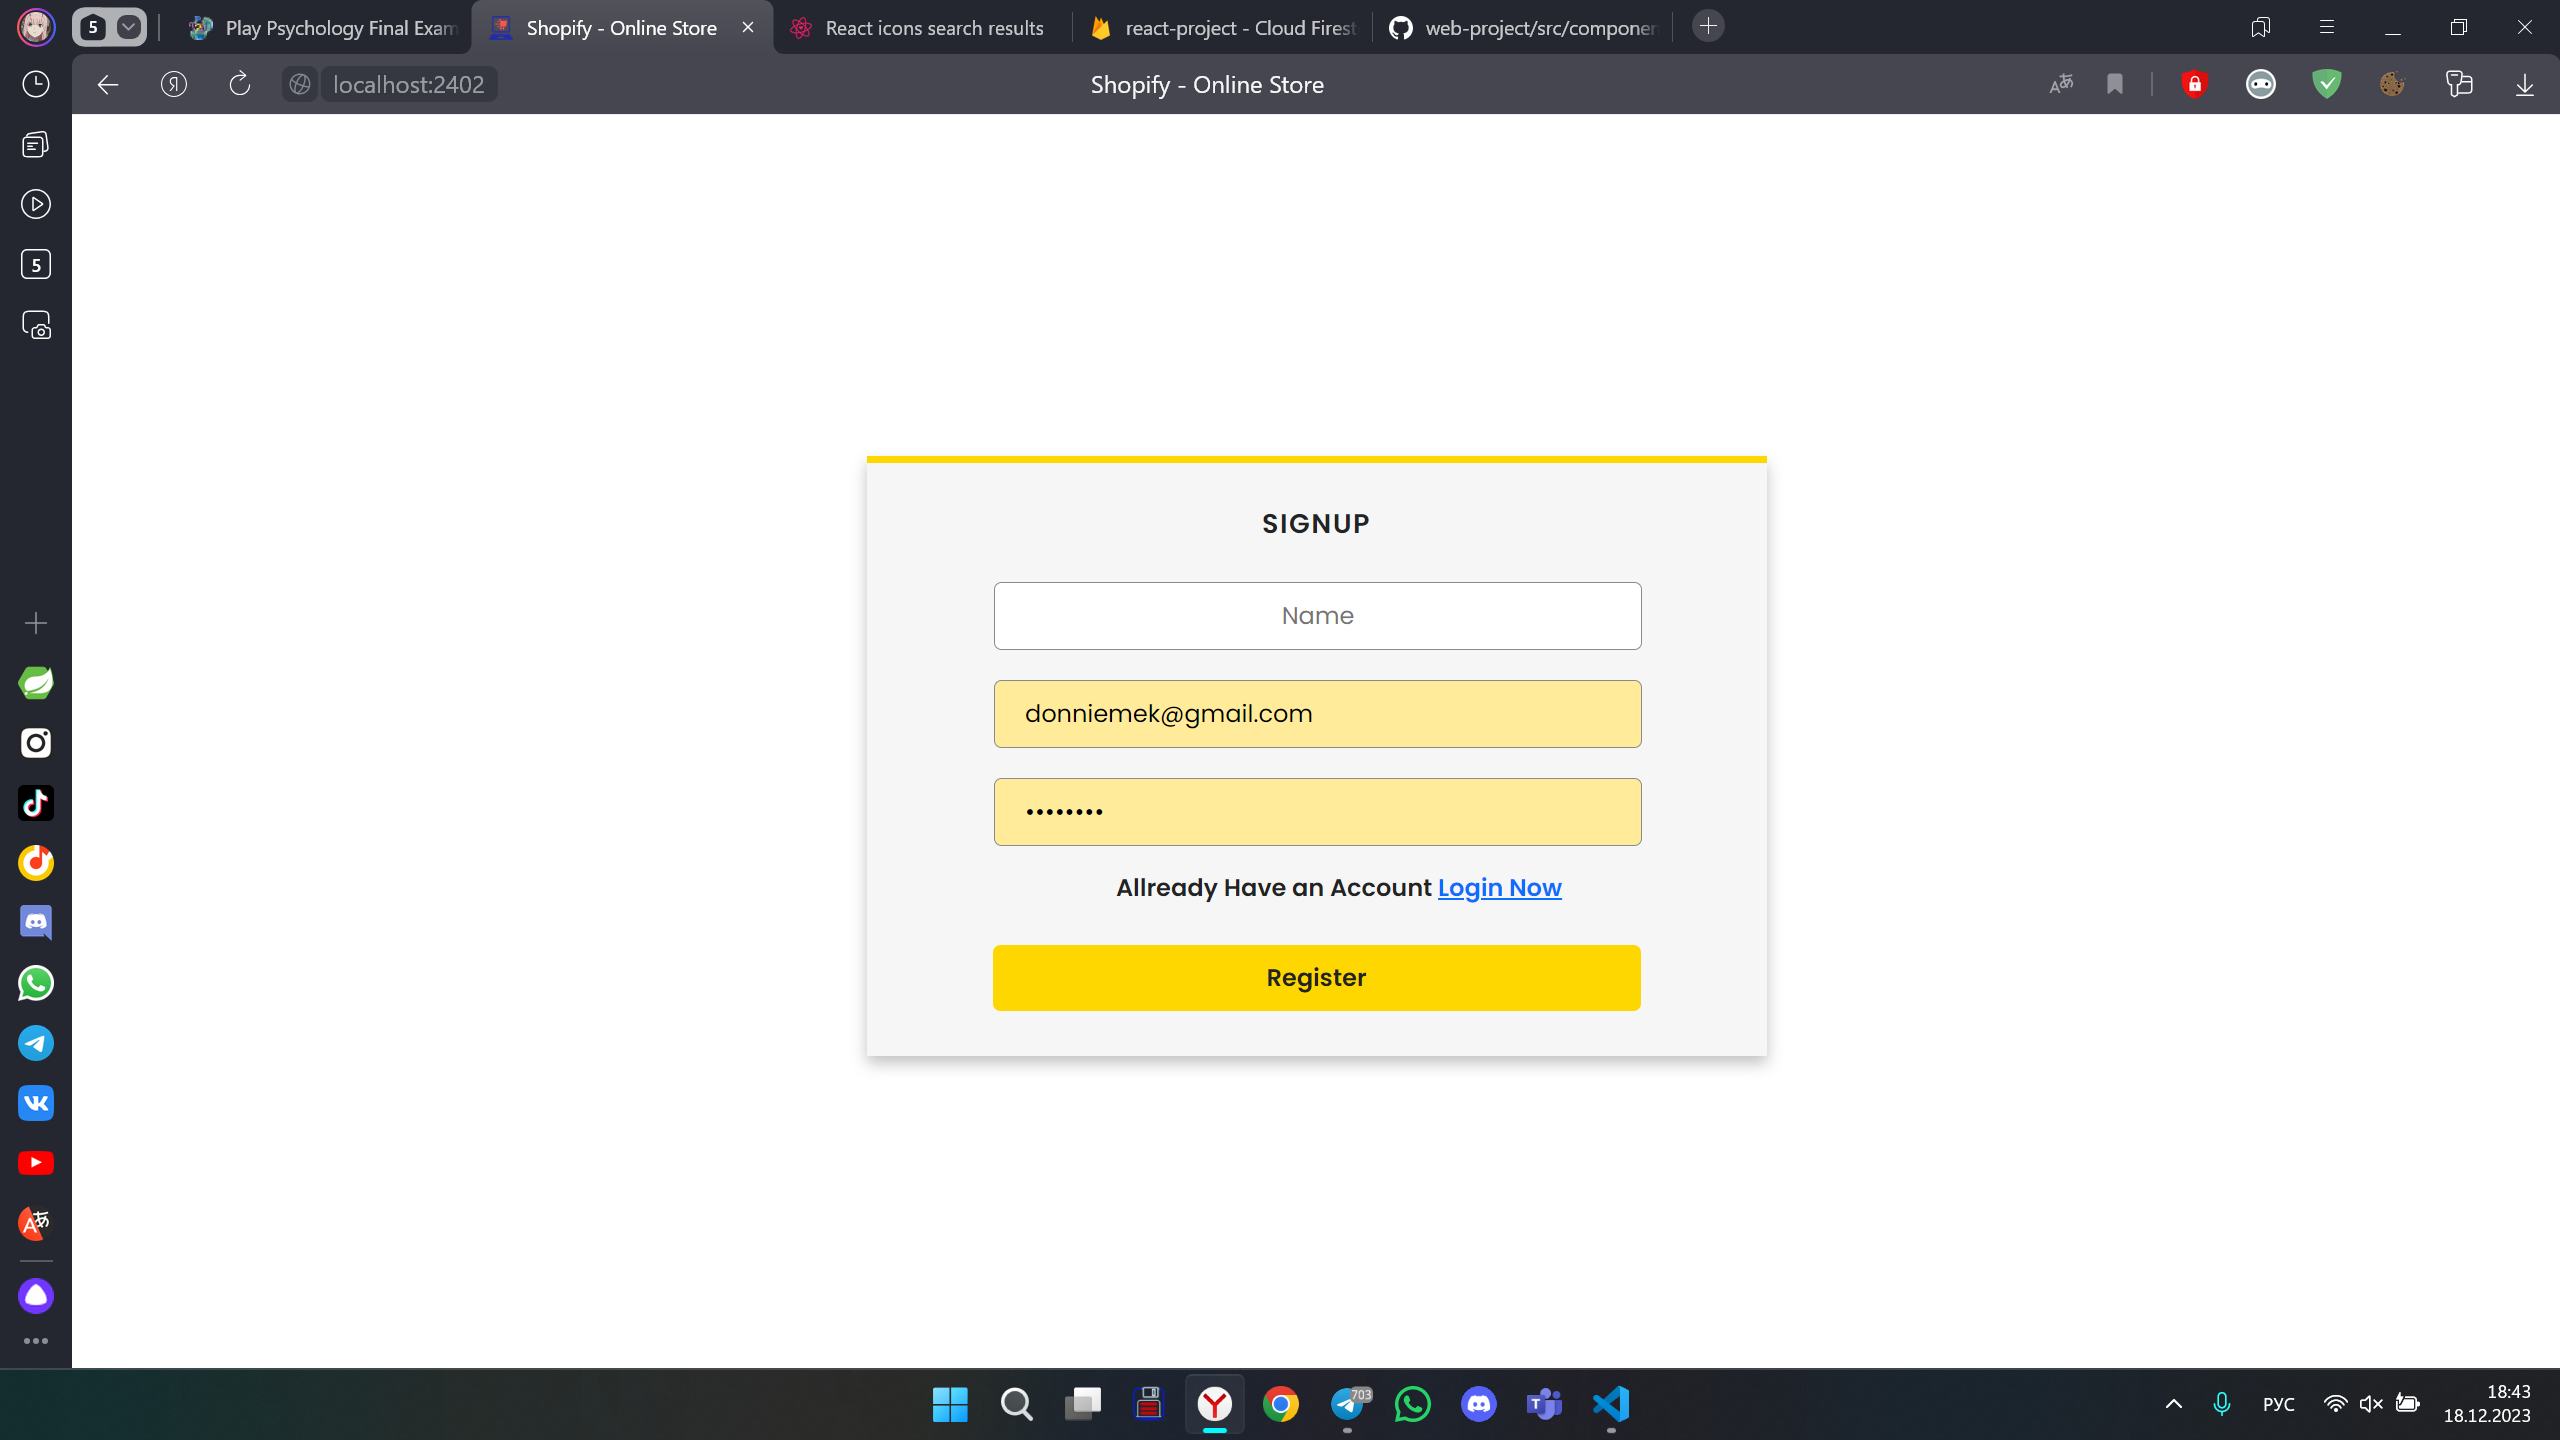 5
Play Psychology Final Exam
Shopify - Online Store
React icons search results
react-project - Cloud Firest
web-project/src/componen
localhost:2402
Shopify - Online Store
5
SIGNUP
Name
donniemek@gmail.com
••••••••
Allready Have an Account Login Now
Register
703
РУС
18:43
18.12.2023